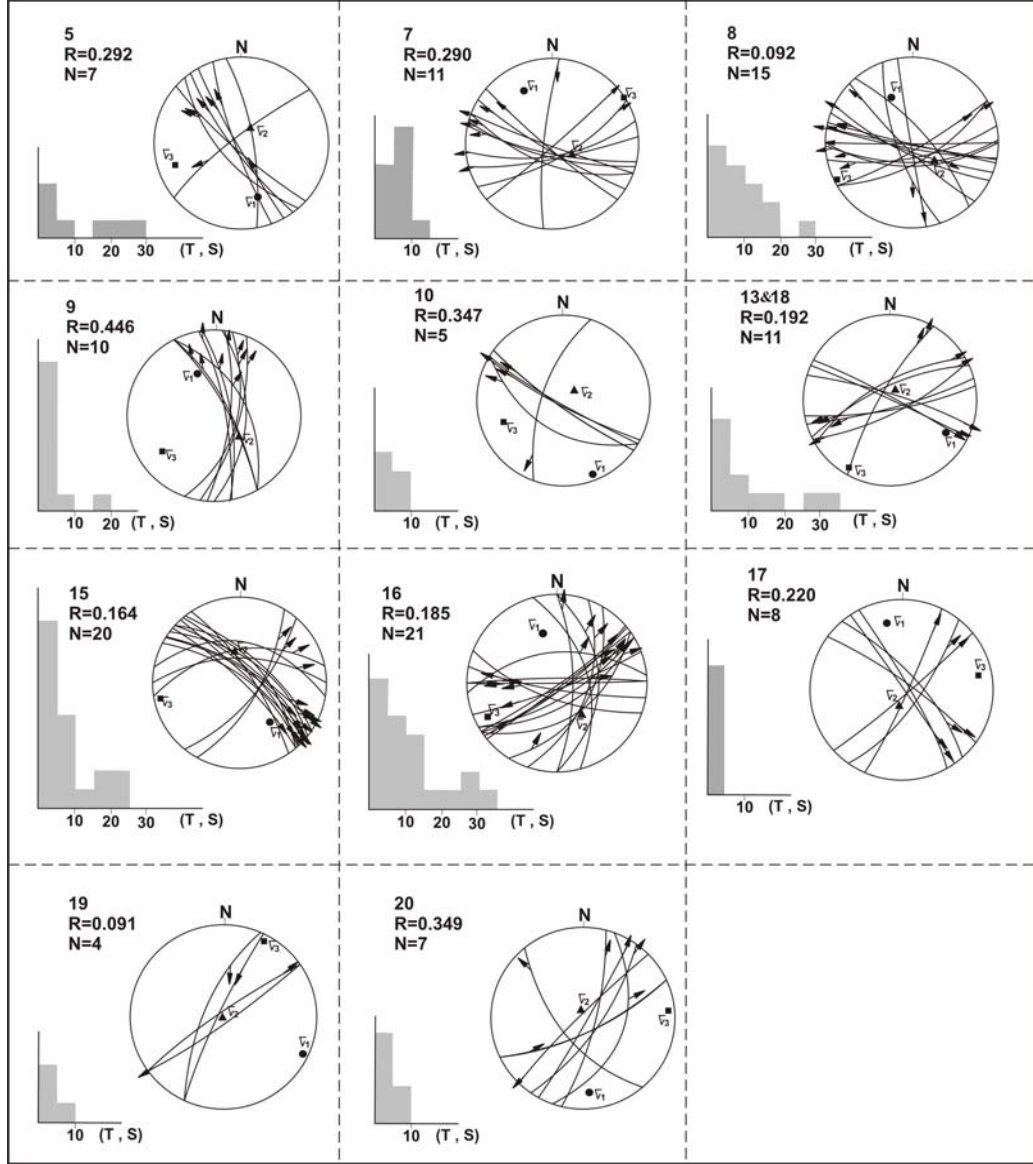 5
R=0.292
N=7
N
σ₂
σ₃
σ₁
10 20 30 (T , S)
7
R=0.290
N=11
N
σ₁
σ₃
10 (T , S)
8
R=0.092
N=15
N
σ₁
σ₂
σ₃
10 20 30 (T , S)
9
R=0.446
N=10
N
σ₁
σ₂
σ₃
10 20 (T , S)
10
R=0.347
N=5
N
σ₂
σ₃
σ₁
10 (T , S)
13&18
R=0.192
N=11
N
σ₂
σ₁
σ₃
10 20 30 (T , S)
15
R=0.164
N=20
N
σ₃
σ₁
10 20 30 (T , S)
16
R=0.185
N=21
N
σ₁
σ₃
σ₂
10 20 30 (T , S)
17
R=0.220
N=8
N
σ₁
σ₃
σ₂
10 (T , S)
19
R=0.091
N=4
N
σ₃
σ₂
σ₁
10 (T , S)
20
R=0.349
N=7
N
σ₂
σ₃
σ₁
10 (T , S)